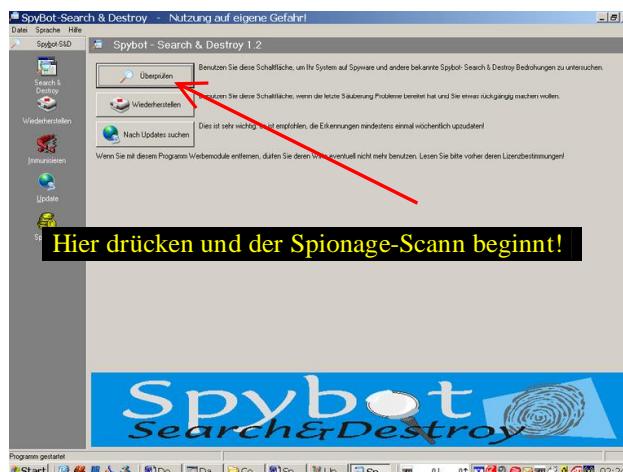 SpyBot-Search & Destroy - Nutzung auf eigene Gefahr!
Datei Sprache Hilfe
Spybot-S&D
Spybot - Search & Destroy 1.2
Search & Destroy
Wiederherstellen
Immunisieren
Update
Überprüfen
Benutzen Sie diese Schaltfläche, um Ihr System auf Spyware und andere bekannte Spybot- Search & Destroy Bedrohungen zu untersuchen.
Wiederherstellen
Benutzen Sie diese Schaltfläche, wenn die letzte Säuberung Probleme bereitet hat und Sie etwas rückgängig machen wollen.
Nach Updates suchen
Dies ist sehr wichtig. Es ist empfohlen, die Erkennungen mindestens einmal wöchentlich upzudaten!
Wenn Sie mit diesem Programm Werbemodule entfernen, dürfen Sie deren Wirte eventuell nicht mehr benutzen. Lesen Sie bitte vorher deren Lizenzbestimmungen!
Hier drücken und der Spionage-Scann beginnt!
Spybot
Search&Destroy
Programm gestartet
Start